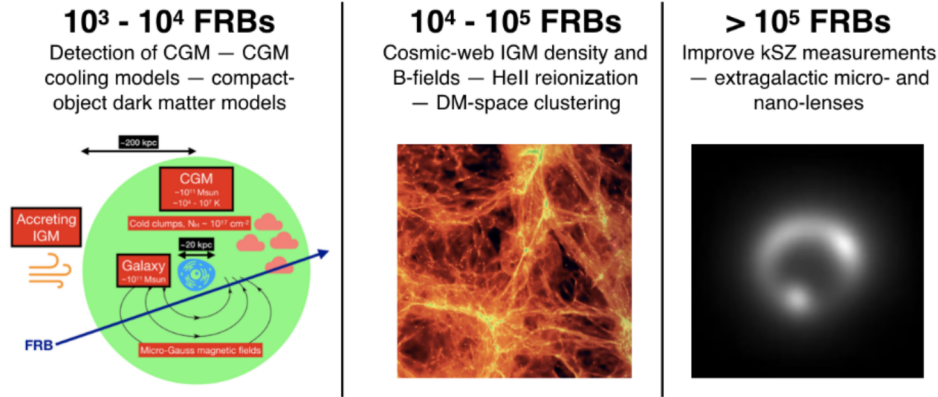 10³ - 10⁴ FRBs
Detection of CGM — CGM
cooling models — compact-
object dark matter models
~200 kpc
CGM
~10¹¹ Msun
~10⁴ - 10⁷ K
Accreting
IGM
Cold clumps, Nₕ ~ 10¹⁷ cm⁻²
~20 kpc
Galaxy
~10¹¹ Msun
FRB
Micro-Gauss magnetic fields
10⁴ - 10⁵ FRBs
Cosmic-web IGM density and
B-fields — HeII reionization
— DM-space clustering
> 10⁵ FRBs
Improve kSZ measurements
— extragalactic micro- and
nano-lenses